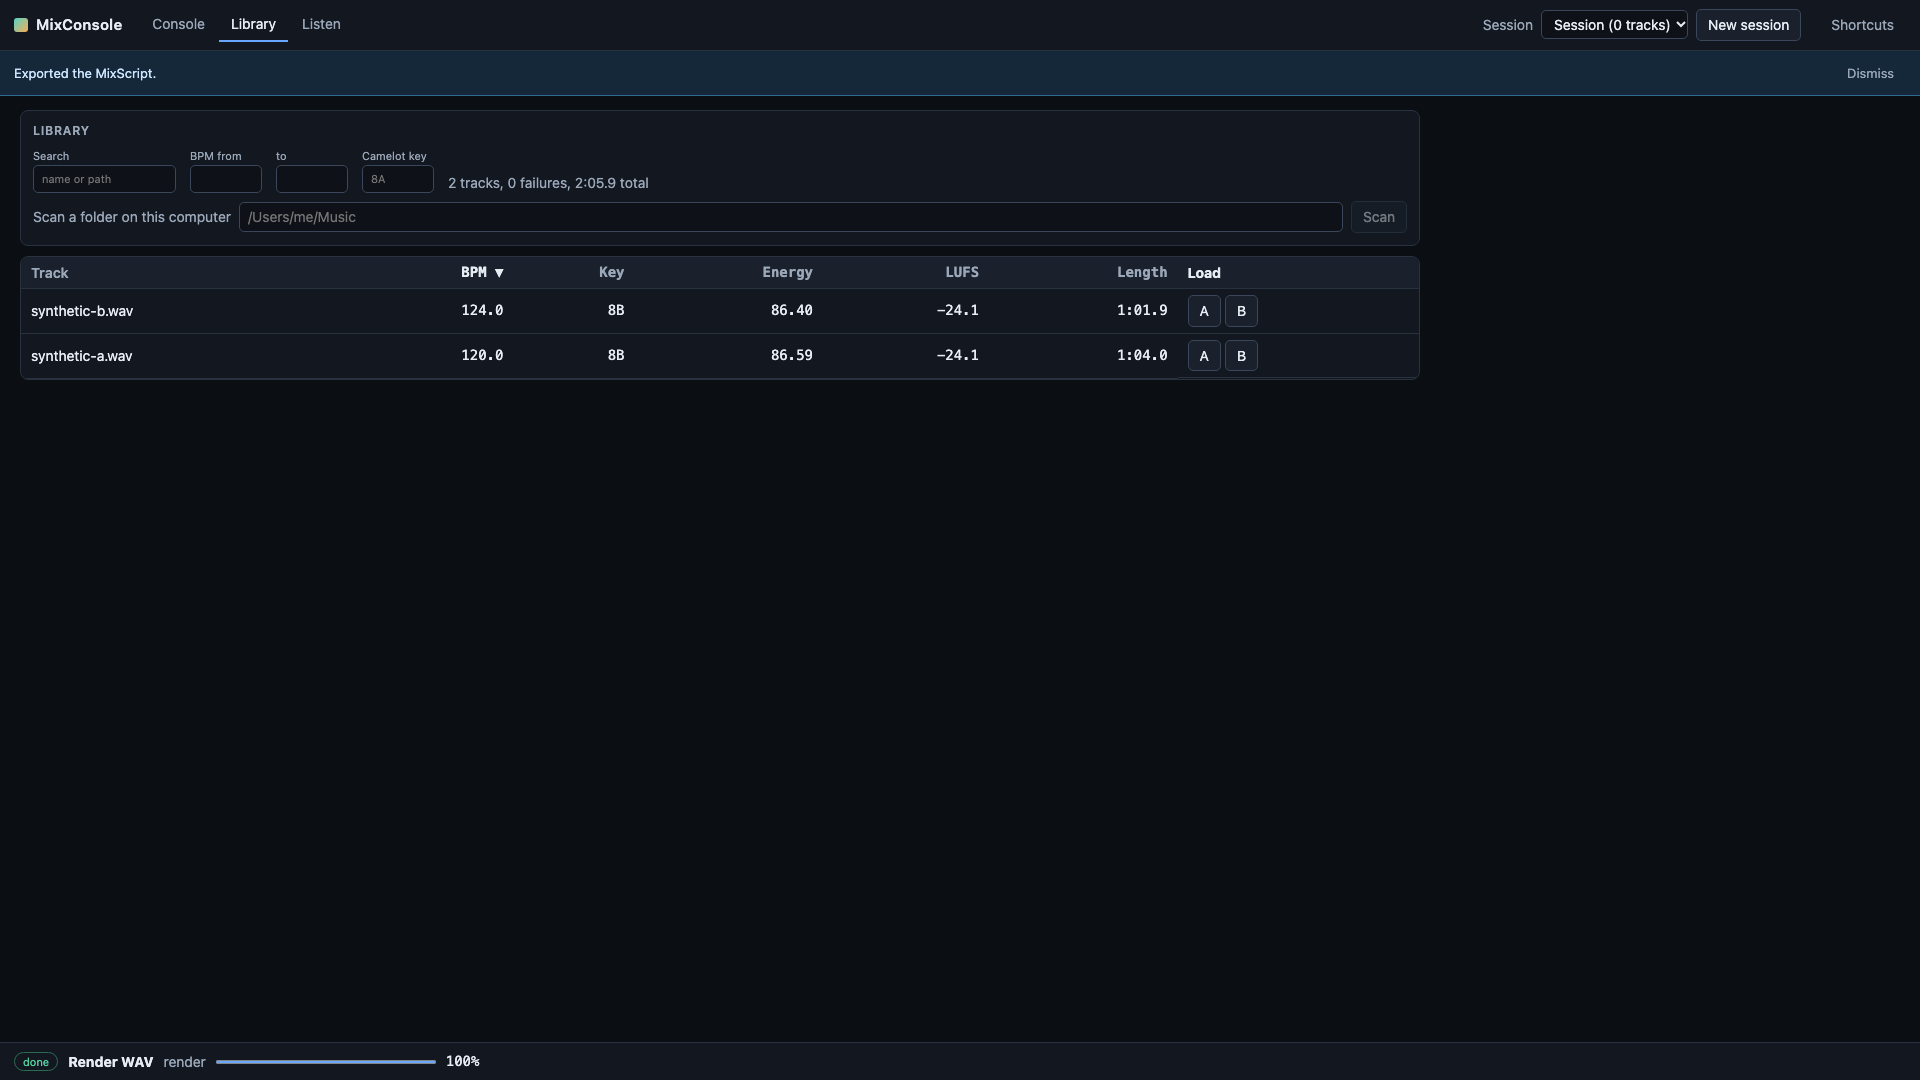 MixConsole Console Library Listen Session Session (0 tracks) New session Shortcuts
Exported the MixScript. Dismiss
LIBRARY
Search BPM from to Camelot key
name or path 8A 2 tracks, 0 failures, 2:05.9 total
Scan a folder on this computer /Users/me/Music Scan
Track BPM ▼ Key Energy LUFS Length Load
synthetic-b.wav 124.0 8B 86.40 −24.1 1:01.9 A B
synthetic-a.wav 120.0 8B 86.59 −24.1 1:04.0 A B
done Render WAV render 100%